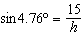 sin4.76° = 15/h